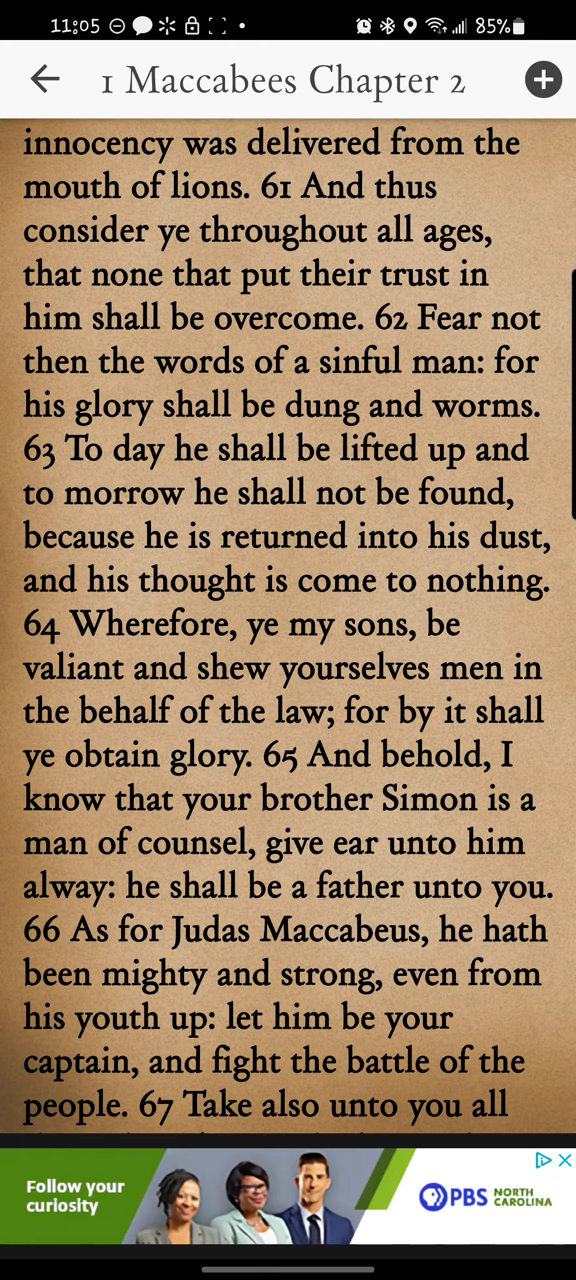 11:05
85%
1 Maccabees Chapter 2
innocency was delivered from the
mouth of lions. 61 And thus
consider ye throughout all ages,
that none that put their trust in
him shall be overcome. 62 Fear not
then the words of a sinful man: for
his glory shall be dung and worms.
63 To day he shall be lifted up and
to morrow he shall not be found,
because he is returned into his dust,
and his thought is come to nothing.
64 Wherefore, ye my sons, be
valiant and shew yourselves men in
the behalf of the law; for by it shall
ye obtain glory. 65 And behold, I
know that your brother Simon is a
man of counsel, give ear unto him
alway: he shall be a father unto you.
66 As for Judas Maccabeus, he hath
been mighty and strong, even from
his youth up: let him be your
captain, and fight the battle of the
people. 67 Take also unto you all
Follow your
curiosity
PBS NORTH
CAROLINA